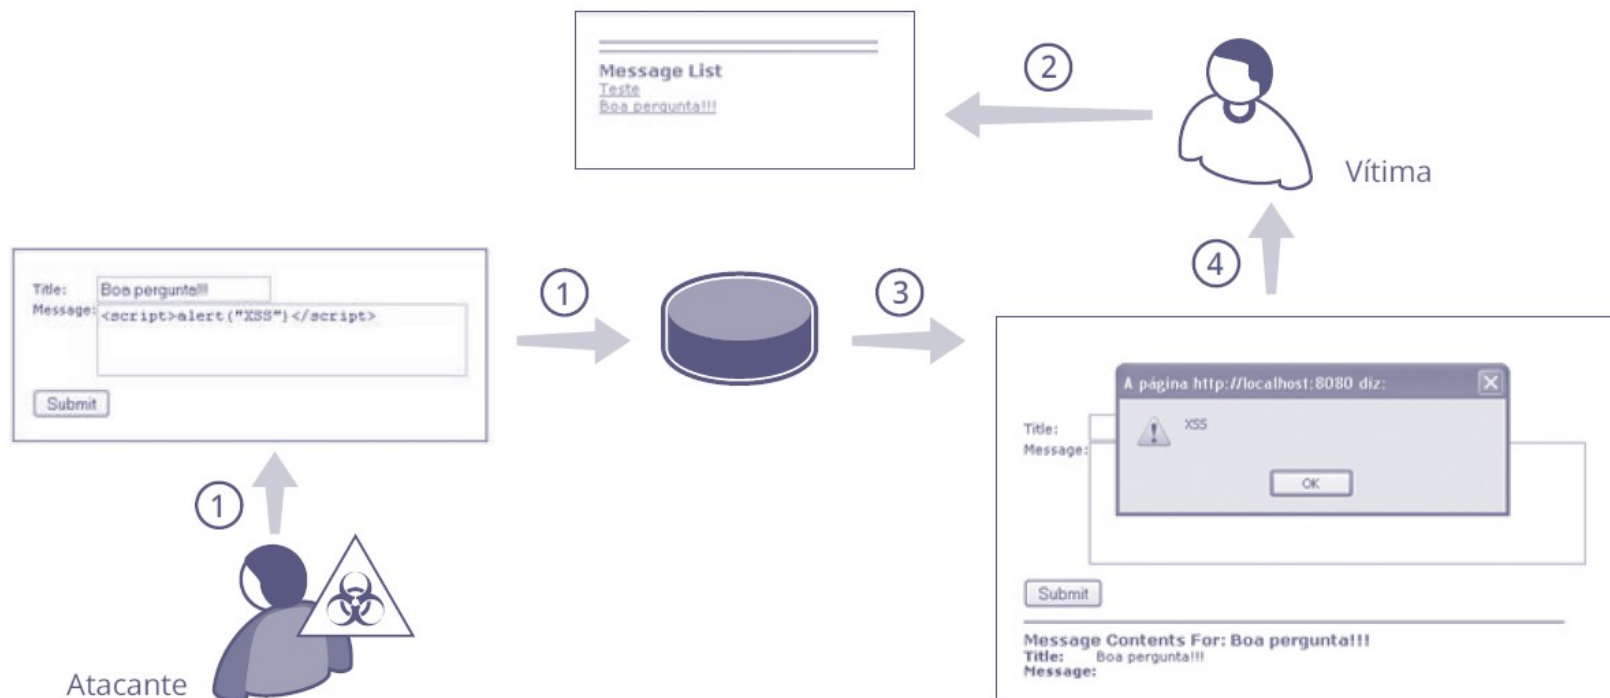 Message List
Teste
Boa pergunta!!!
2
Vítima
Title: Boa pergunta!!!
Message: <script>alert("XSS")</script>
Submit
1
3
4
A página http://localhost:8080 diz:
XSS
OK
Title:
Message:
Submit
Message Contents For: Boa pergunta!!!
Title: Boa pergunta!!!
Message:
1
Atacante